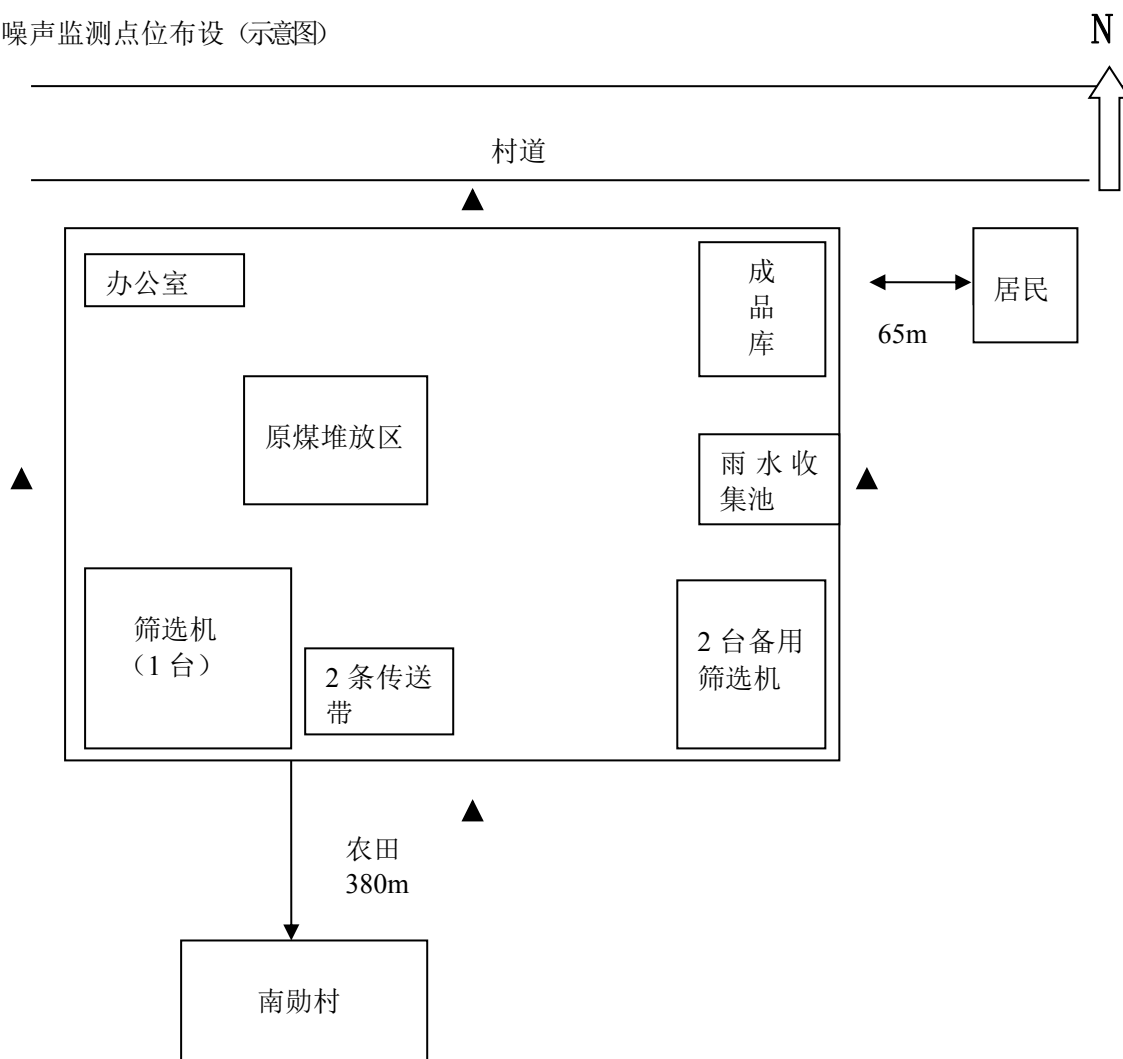 噪声监测点位布设（示意图）
N
村道
办公室
成
品
库
居民
65m
原煤堆放区
雨水收
集池
筛选机
（1台）
2条传送
带
2台备用
筛选机
农田
380m
南勋村